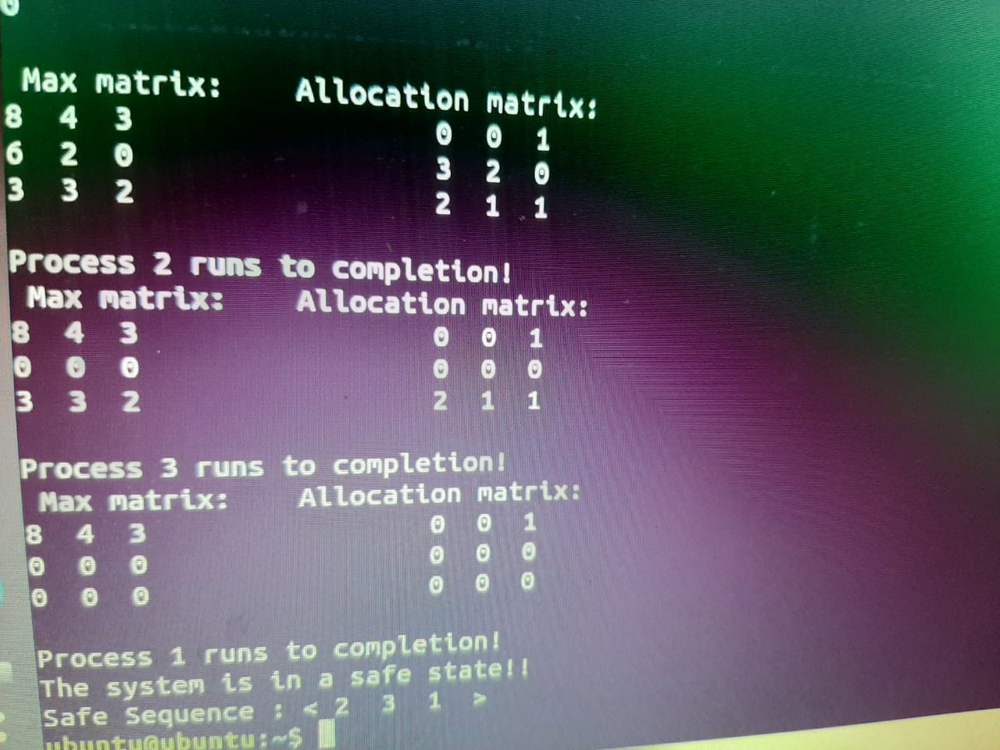 0
Max matrix: Allocation matrix:
8 4 3 0 0 1
6 2 0 3 2 0
3 3 2 2 1 1
Process 2 runs to completion!
Max matrix: Allocation matrix:
8 4 3 0 0 1
0 0 0 0 0 0
3 3 2 2 1 1
Process 3 runs to completion!
Max matrix: Allocation matrix:
8 4 3 0 0 1
0 0 0 0 0 0
0 0 0 0 0 0
Process 1 runs to completion!
The system is in a safe state!!
Safe Sequence : < 2 3 1 >
ubuntu@ubuntu:~$